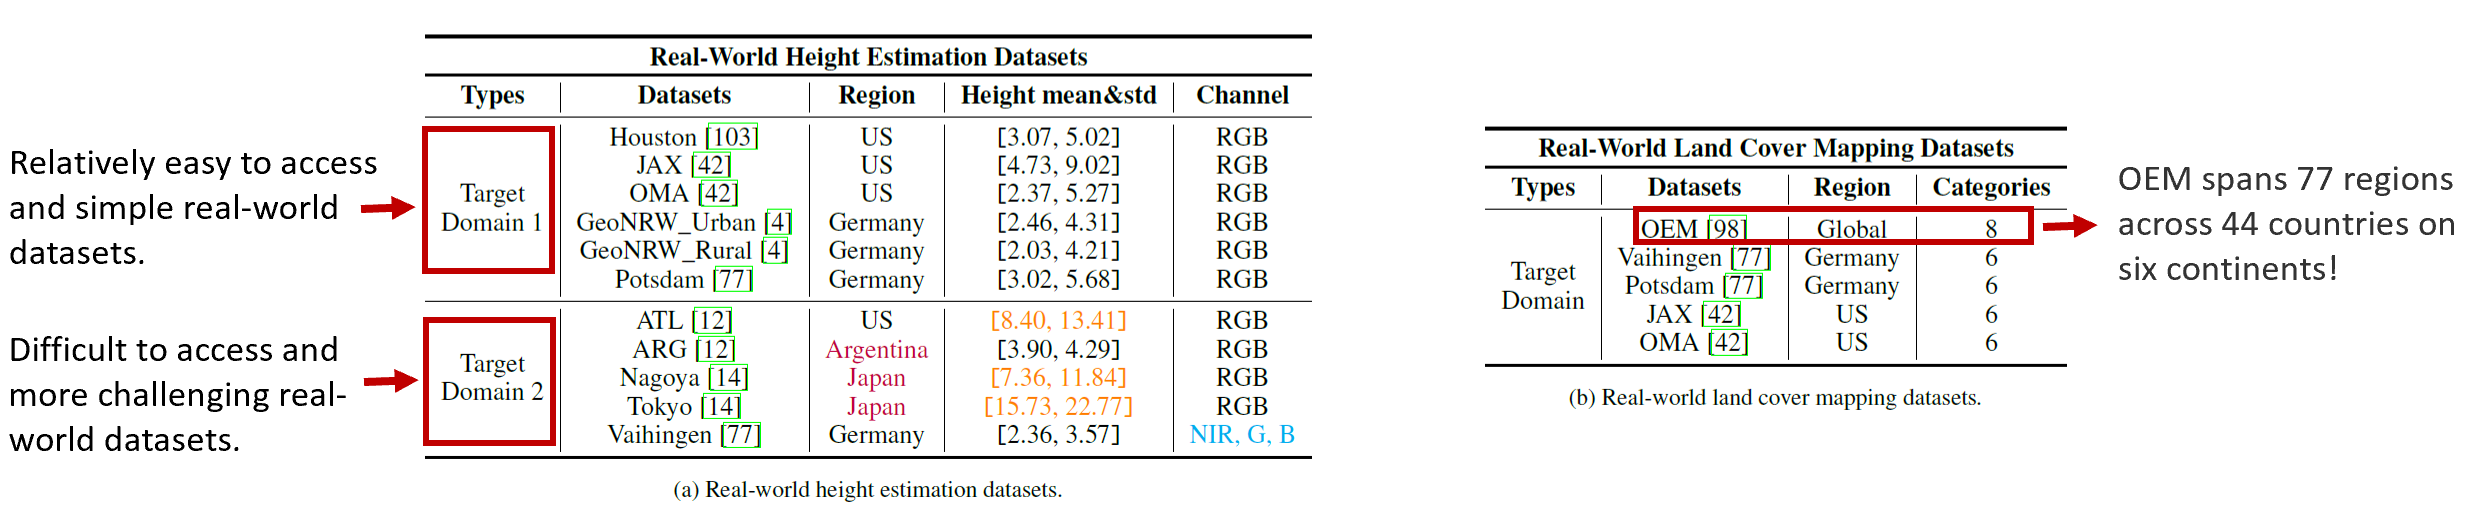 Relatively easy to access
and simple real-world
datasets.
Difficult to access and
more challenging real-
world datasets.
Real-World Height Estimation Datasets
Types Datasets Region Height mean&std Channel
Target Domain 1
Houston [103] US [3.07, 5.02] RGB
JAX [42] US [4.73, 9.02] RGB
OMA [42] US [2.37, 5.27] RGB
GeoNRW_Urban [4] Germany [2.46, 4.31] RGB
GeoNRW_Rural [4] Germany [2.03, 4.21] RGB
Potsdam [77] Germany [3.02, 5.68] RGB
Target Domain 2
ATL [12] US [8.40, 13.41] RGB
ARG [12] Argentina [3.90, 4.29] RGB
Nagoya [14] Japan [7.36, 11.84] RGB
Tokyo [14] Japan [15.73, 22.77] RGB
Vaihingen [77] Germany [2.36, 3.57] NIR, G, B
(a) Real-world height estimation datasets.
Real-World Land Cover Mapping Datasets
Types Datasets Region Categories
Target Domain
OEM [98] Global 8
Vaihingen [77] Germany 6
Potsdam [77] Germany 6
JAX [42] US 6
OMA [42] US 6
(b) Real-world land cover mapping datasets.
OEM spans 77 regions
across 44 countries on
six continents!